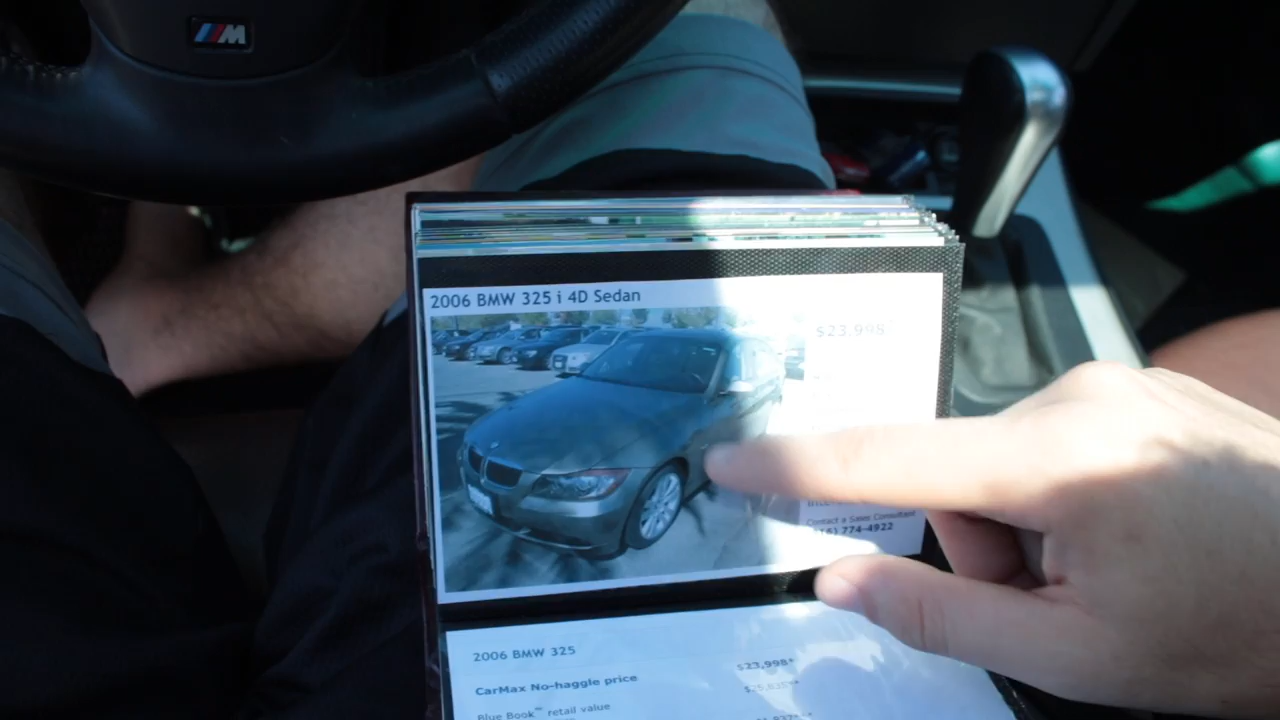 M
2006 BMW 325 i 4D Sedan
$23,998*
Contact a Sales Consultant
774-4922
2006 BMW 325
$23,998*
CarMax No-haggle price
Blue Book™ retail value